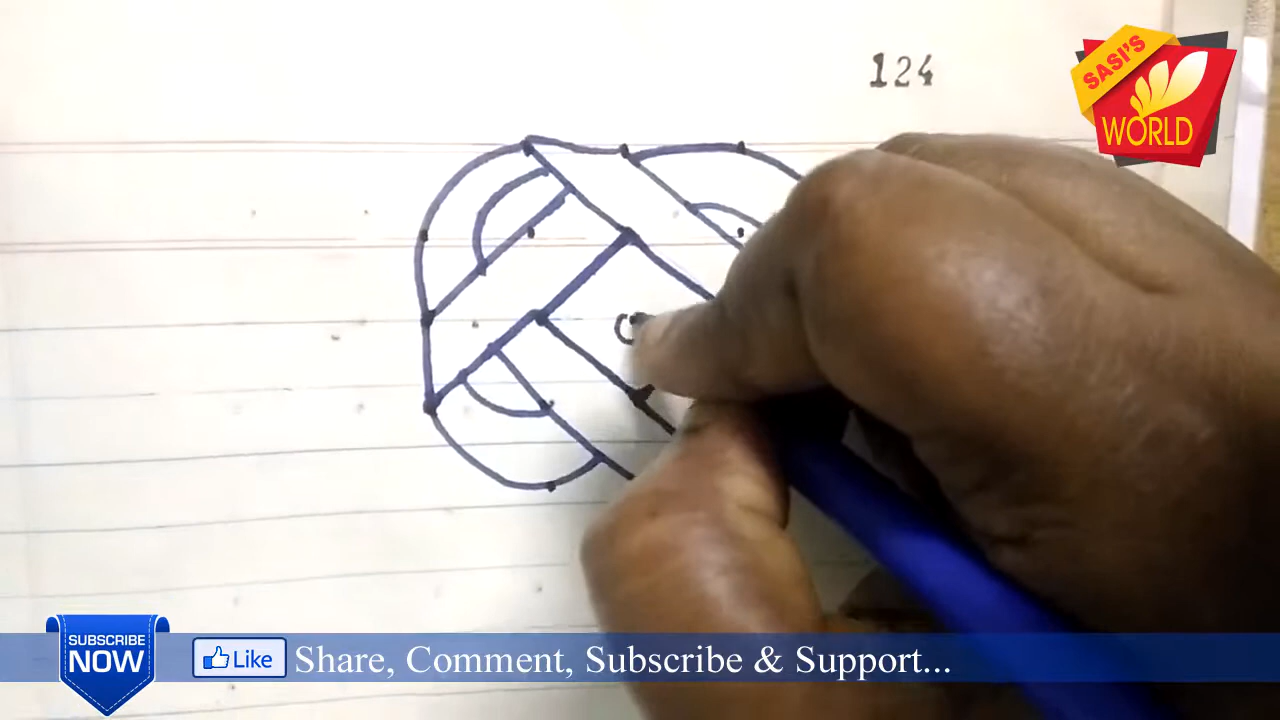 124
SASI'S
WORLD
SUBSCRIBE
NOW
Like
Share, Comment, Subscribe & Support...